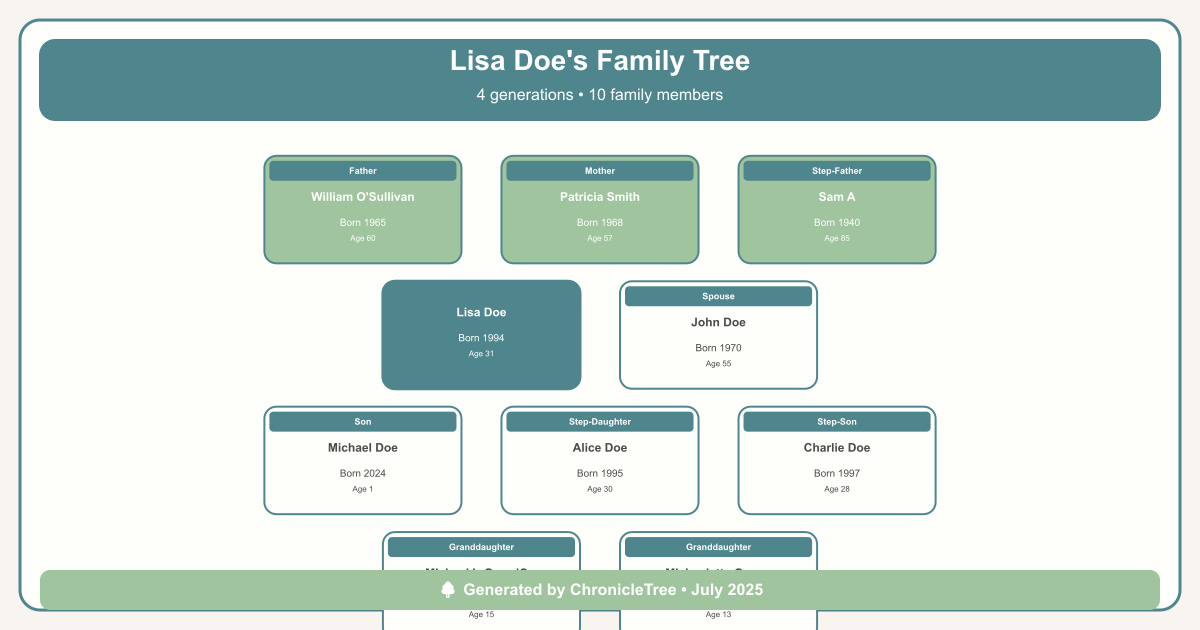 Lisa Doe's Family Tree
4 generations • 10 family members
Father
Mother
Step-Father
William O'Sullivan
Patricia Smith
Sam A
Born 1965
Born 1968
Born 1940
Age 60
Age 57
Age 85
Lisa Doe
Born 1994
Age 31
Spouse
John Doe
Born 1970
Age 55
Son
Step-Daughter
Step-Son
Michael Doe
Alice Doe
Charlie Doe
Born 2024
Born 1995
Born 1997
Age 1
Age 30
Age 28
Granddaughter
Granddaughter
Generated by ChronicleTree • July 2025
Age 15
Age 13